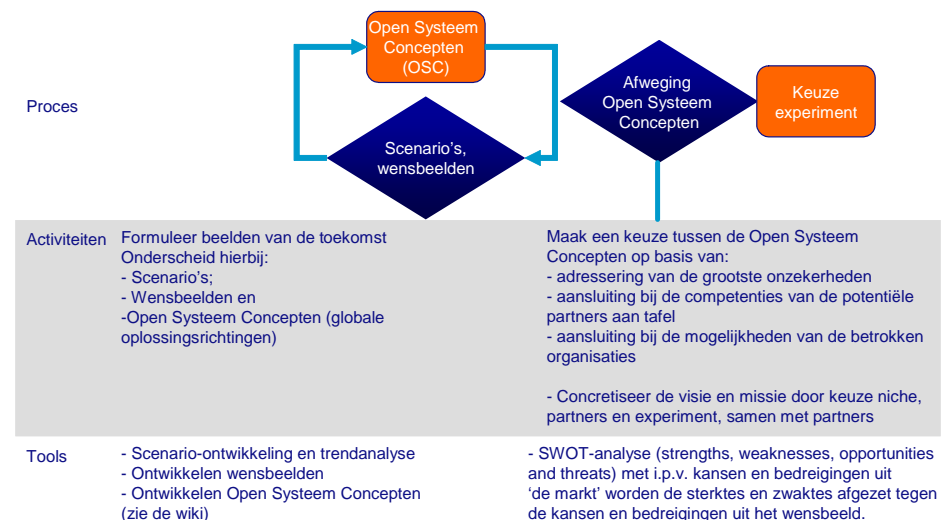 Proces
Open Systeem
Concepten
(OSC)
Scenario's,
wensbeelden
Afweging
Open Systeem
Concepten
Keuze
experiment
Activiteiten
Formuleer beelden van de toekomst
Onderscheid hierbij:
- Scenario's;
- Wensbeelden en
-Open Systeem Concepten (globale
oplossingsrichtingen)
Maak een keuze tussen de Open Systeem
Concepten op basis van:
- adressering van de grootste onzekerheden
- aansluiting bij de competenties van de potentiële
partners aan tafel
- aansluiting bij de mogelijkheden van de betrokken
organisaties
- Concretiseer de visie en missie door keuze niche,
partners en experiment, samen met partners
Tools
- Scenario-ontwikkeling en trendanalyse
- Ontwikkelen wensbeelden
- Ontwikkelen Open Systeem Concepten
(zie de wiki)
- SWOT-analyse (strengths, weaknesses, opportunities
and threats) met i.p.v. kansen en bedreigingen uit
'de markt' worden de sterktes en zwaktes afgezet tegen
de kansen en bedreigingen uit het wensbeeld.